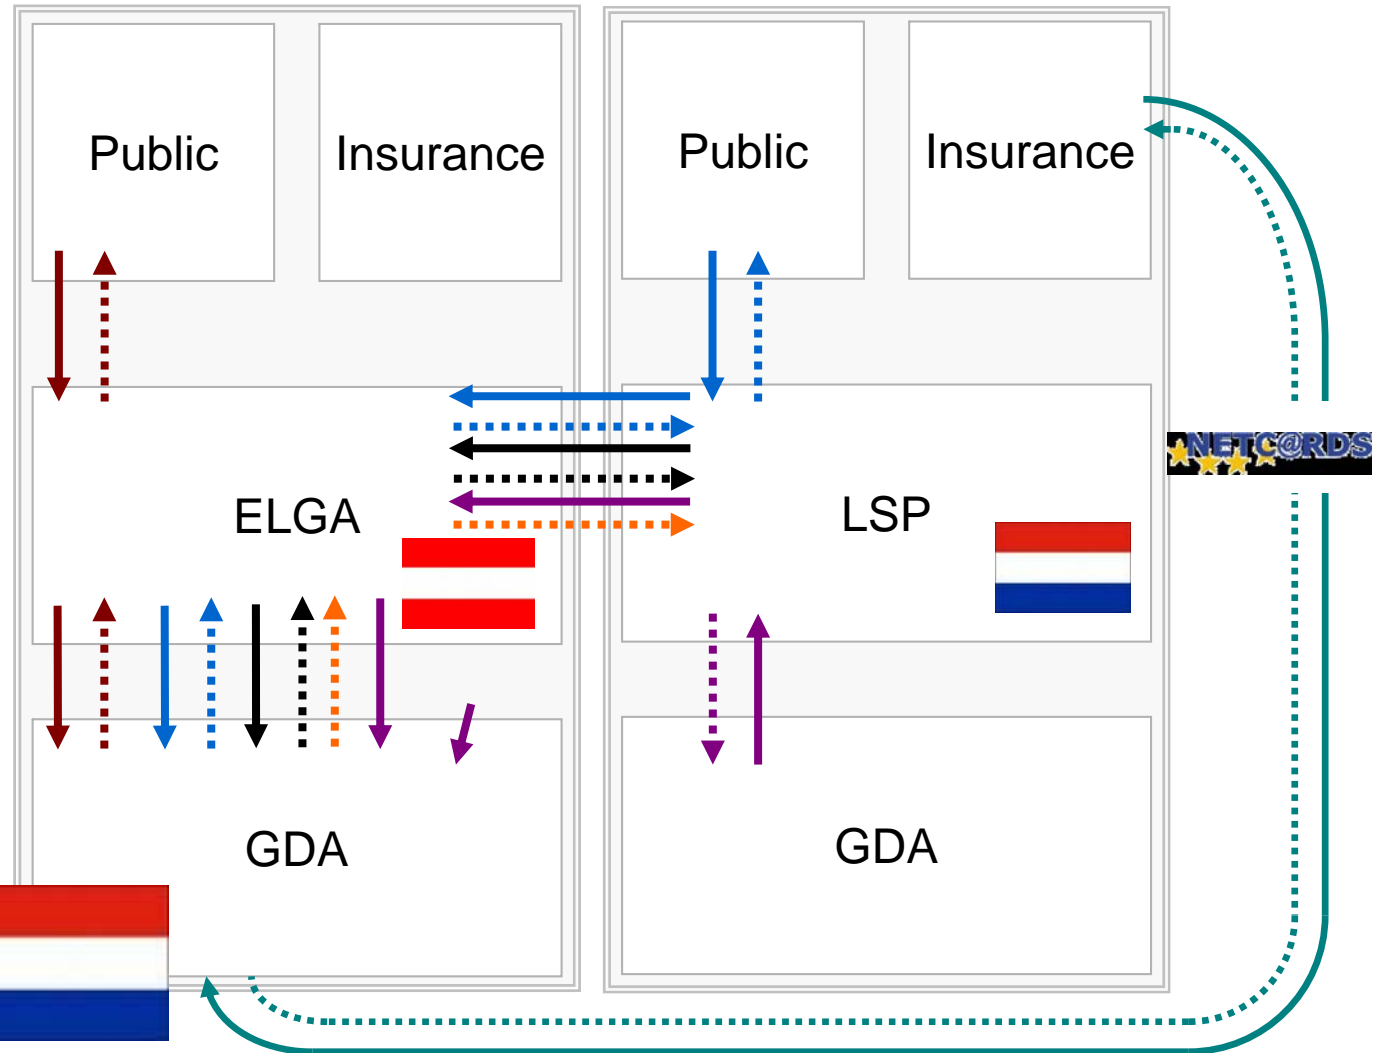 Public
Insurance
Public
Insurance
NETC@RDS
ELGA
LSP
GDA
GDA